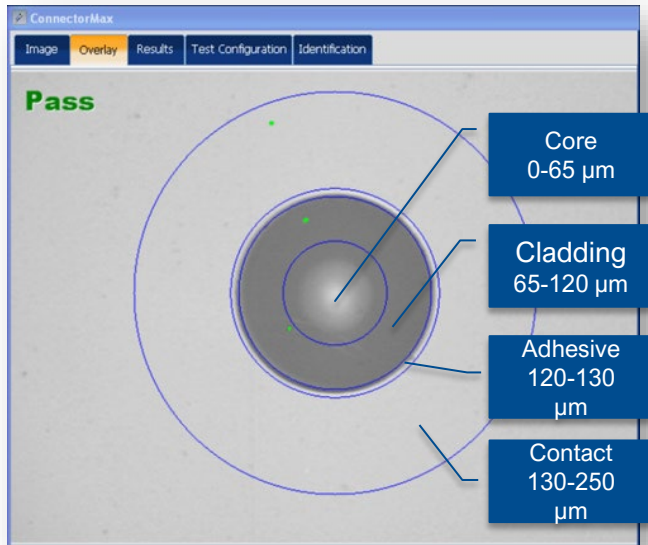 ConnectorMax
Image
Overlay
Results
Test Configuration
Identification
Pass
Core
0-65 µm
Cladding
65-120 µm
Adhesive
120-130
µm
Contact
130-250
µm